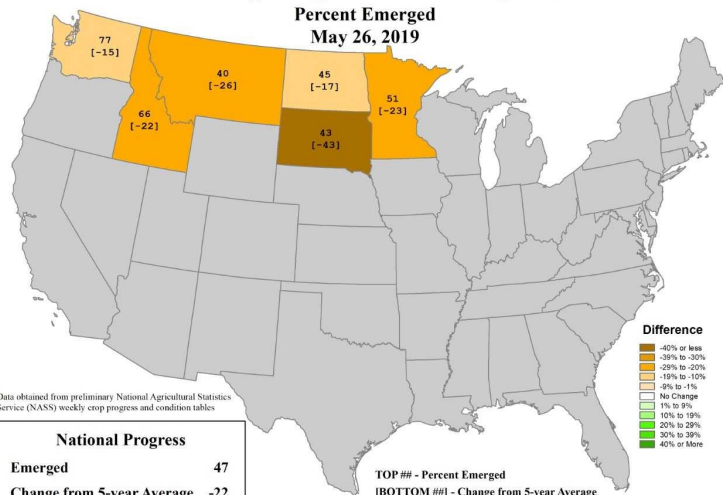 Percent Emerged
May 26, 2019
77
[-15]
40
[-26]
45
[-17]
51
[-23]
66
[-22]
43
[-43]
Difference
-40% or less
-39% to -30%
-29% to -20%
-19% to -10%
-9% to -1%
No Change
1% to 9%
10% to 19%
20% to 29%
30% to 39%
40% or More
Data obtained from preliminary National Agricultural Statistics
Service (NASS) weekly crop progress and condition tables
National Progress
Emerged 47
Change from 5-year Average -22
TOP ## - Percent Emerged
[BOTTOM ##] - Change from 5-year Average